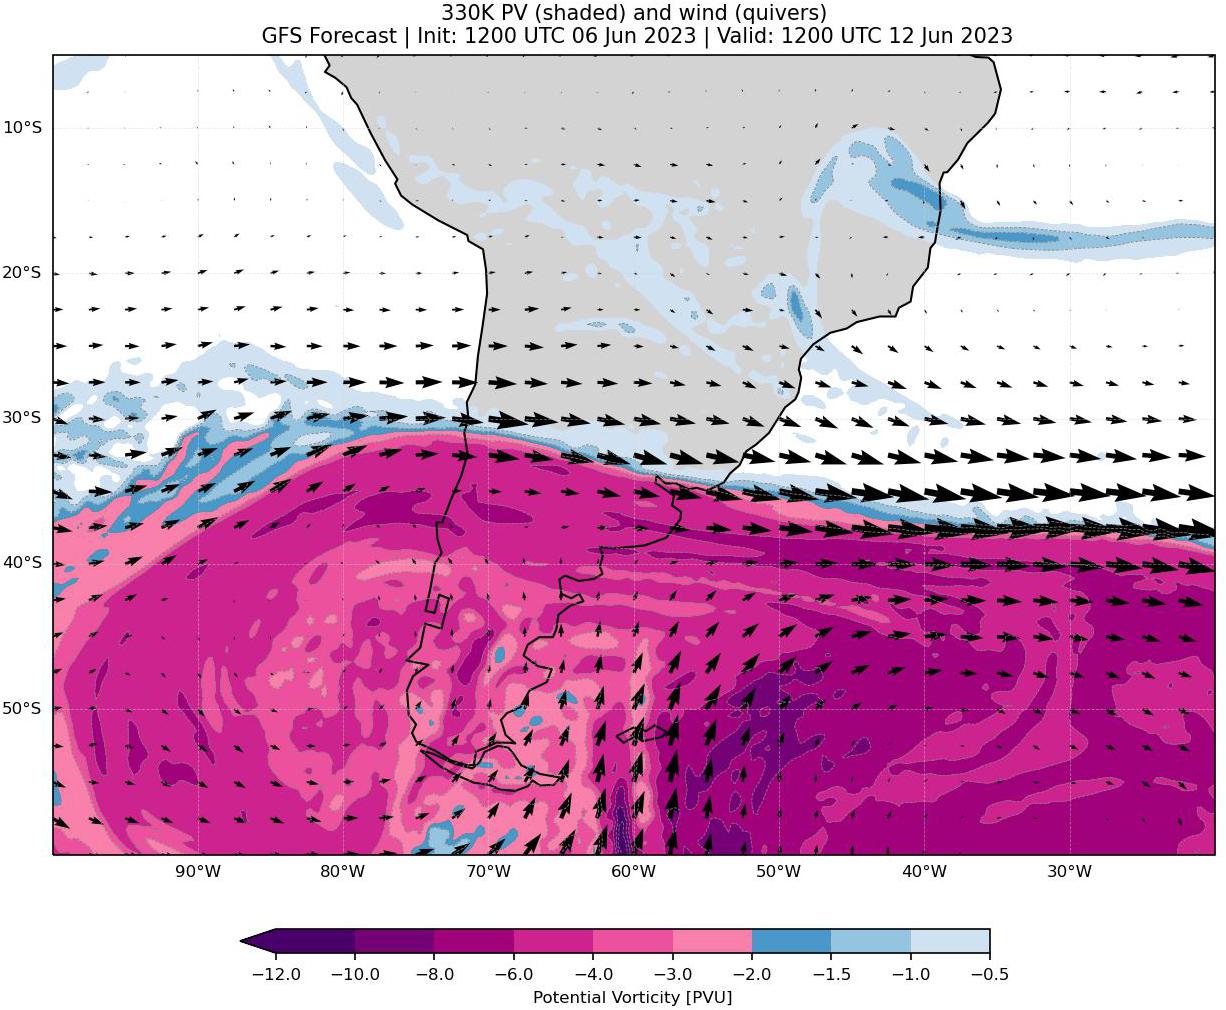 330K PV (shaded) and wind (quivers)
GFS Forecast | Init: 1200 UTC 06 Jun 2023 | Valid: 1200 UTC 12 Jun 2023
10°S
20°S
30°S
40°S
50°S
90°W 80°W 70°W 60°W 50°W 40°W 30°W
−12.0 −10.0 −8.0 −6.0 −4.0 −3.0 −2.0 −1.5 −1.0 −0.5
Potential Vorticity [PVU]